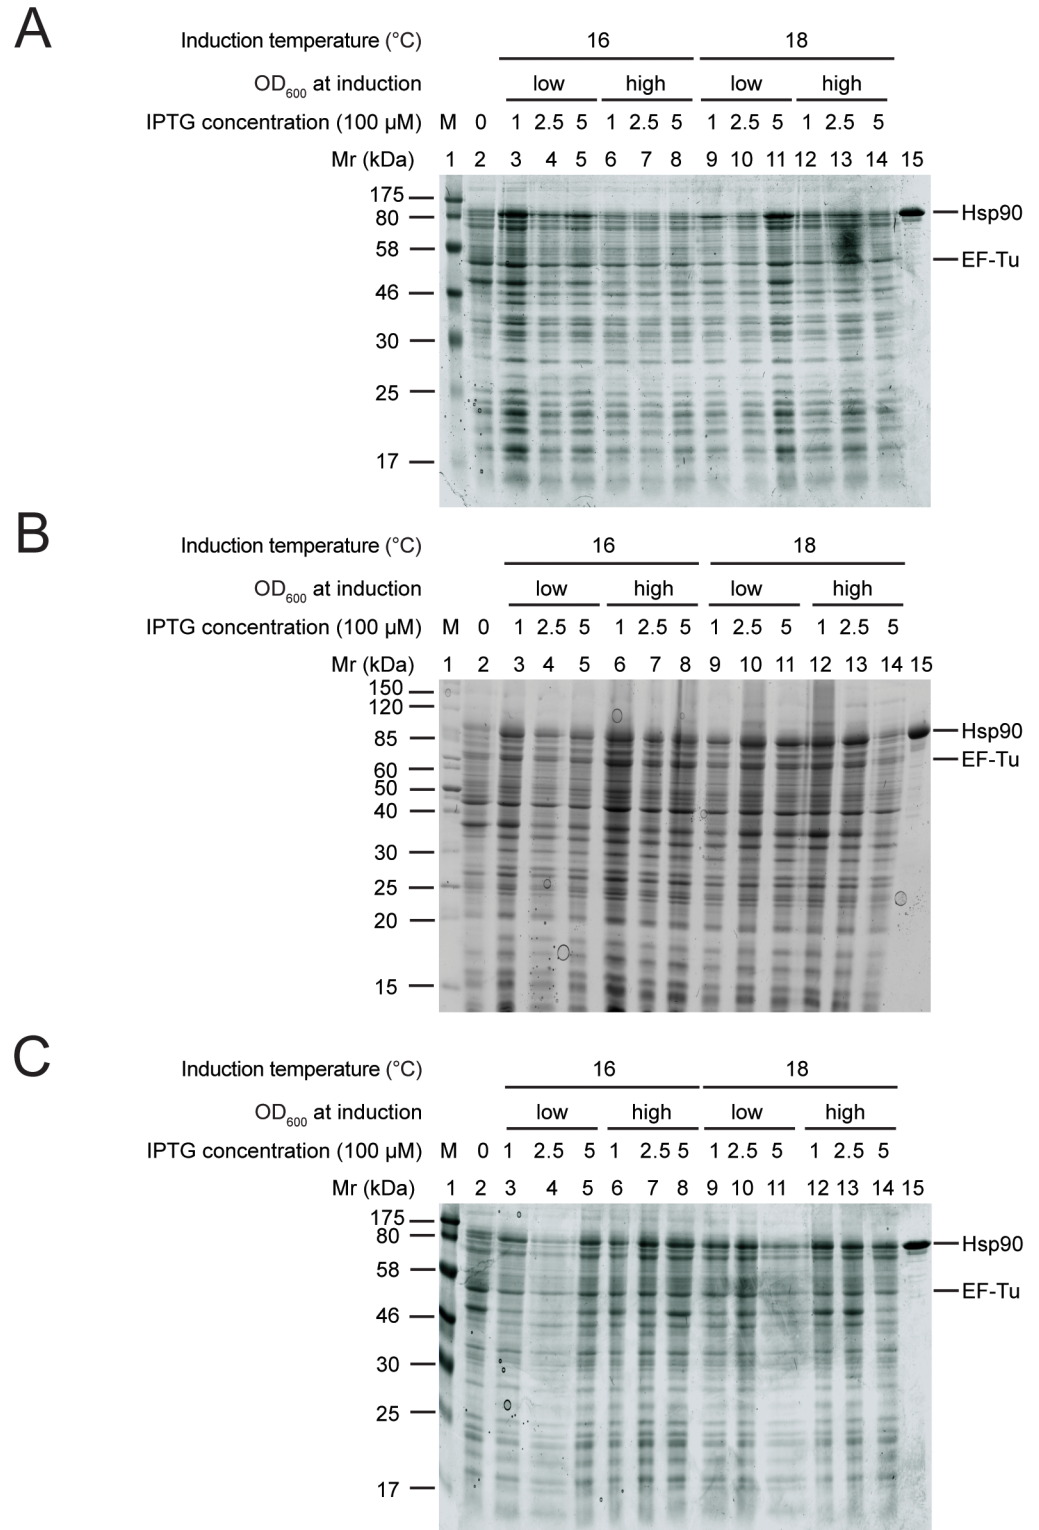 A
Induction temperature (°C) 16 18
OD600 at induction low high low high
IPTG concentration (100 µM) M 0 1 2.5 5 1 2.5 5 1 2.5 5 1 2.5 5
Mr (kDa) 1 2 3 4 5 6 7 8 9 10 11 12 13 14 15
175
80 Hsp90
58 EF-Tu
46
30
25
17
B
Induction temperature (°C) 16 18
OD600 at induction low high low high
IPTG concentration (100 µM) M 0 1 2.5 5 1 2.5 5 1 2.5 5 1 2.5 5
Mr (kDa) 1 2 3 4 5 6 7 8 9 10 11 12 13 14 15
150
120
85 Hsp90
60 EF-Tu
50
40
30
25
20
15
C
Induction temperature (°C) 16 18
OD600 at induction low high low high
IPTG concentration (100 µM) M 0 1 2.5 5 1 2.5 5 1 2.5 5 1 2.5 5
Mr (kDa) 1 2 3 4 5 6 7 8 9 10 11 12 13 14 15
175
80 Hsp90
58 EF-Tu
46
30
25
17